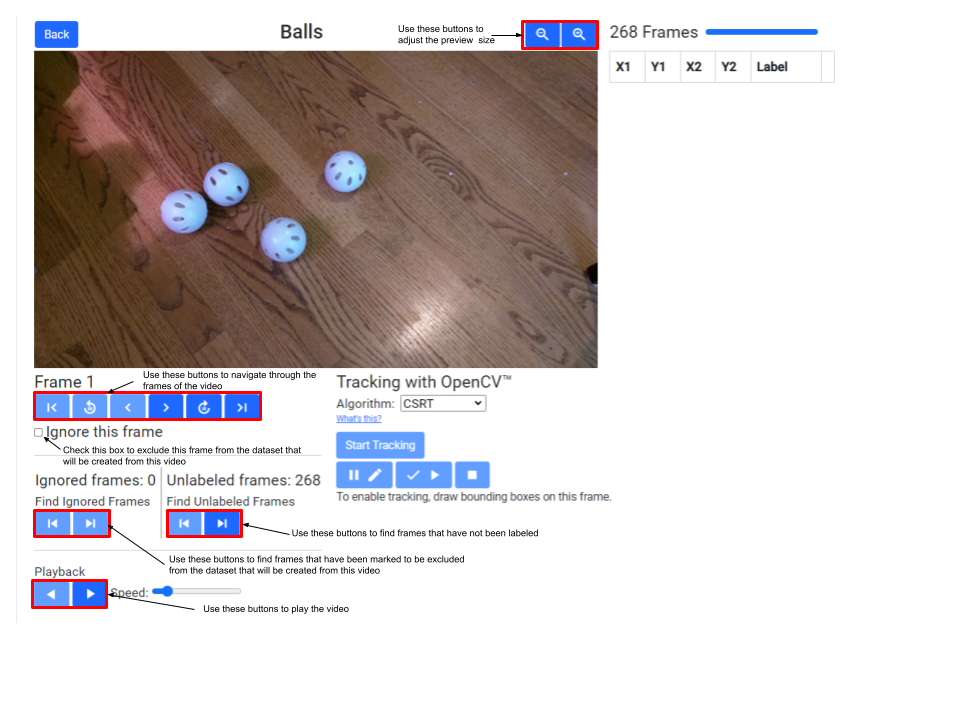 Back
Balls
Use these buttons to
adjust the preview size
268 Frames
X1 Y1 X2 Y2 Label
Frame 1
Use these buttons to navigate through the
frames of the video
Ignore this frame
Check this box to exclude this frame from the dataset that
will be created from this video
Ignored frames: 0
Unlabeled frames: 268
Find Ignored Frames
Find Unlabeled Frames
Use these buttons to find frames that have not been labeled
Use these buttons to find frames that have been marked to be excluded
from the dataset that will be created from this video
Playback
Speed:
Use these buttons to play the video
Tracking with OpenCV™
Algorithm: CSRT
What's this?
Start Tracking
To enable tracking, draw bounding boxes on this frame.